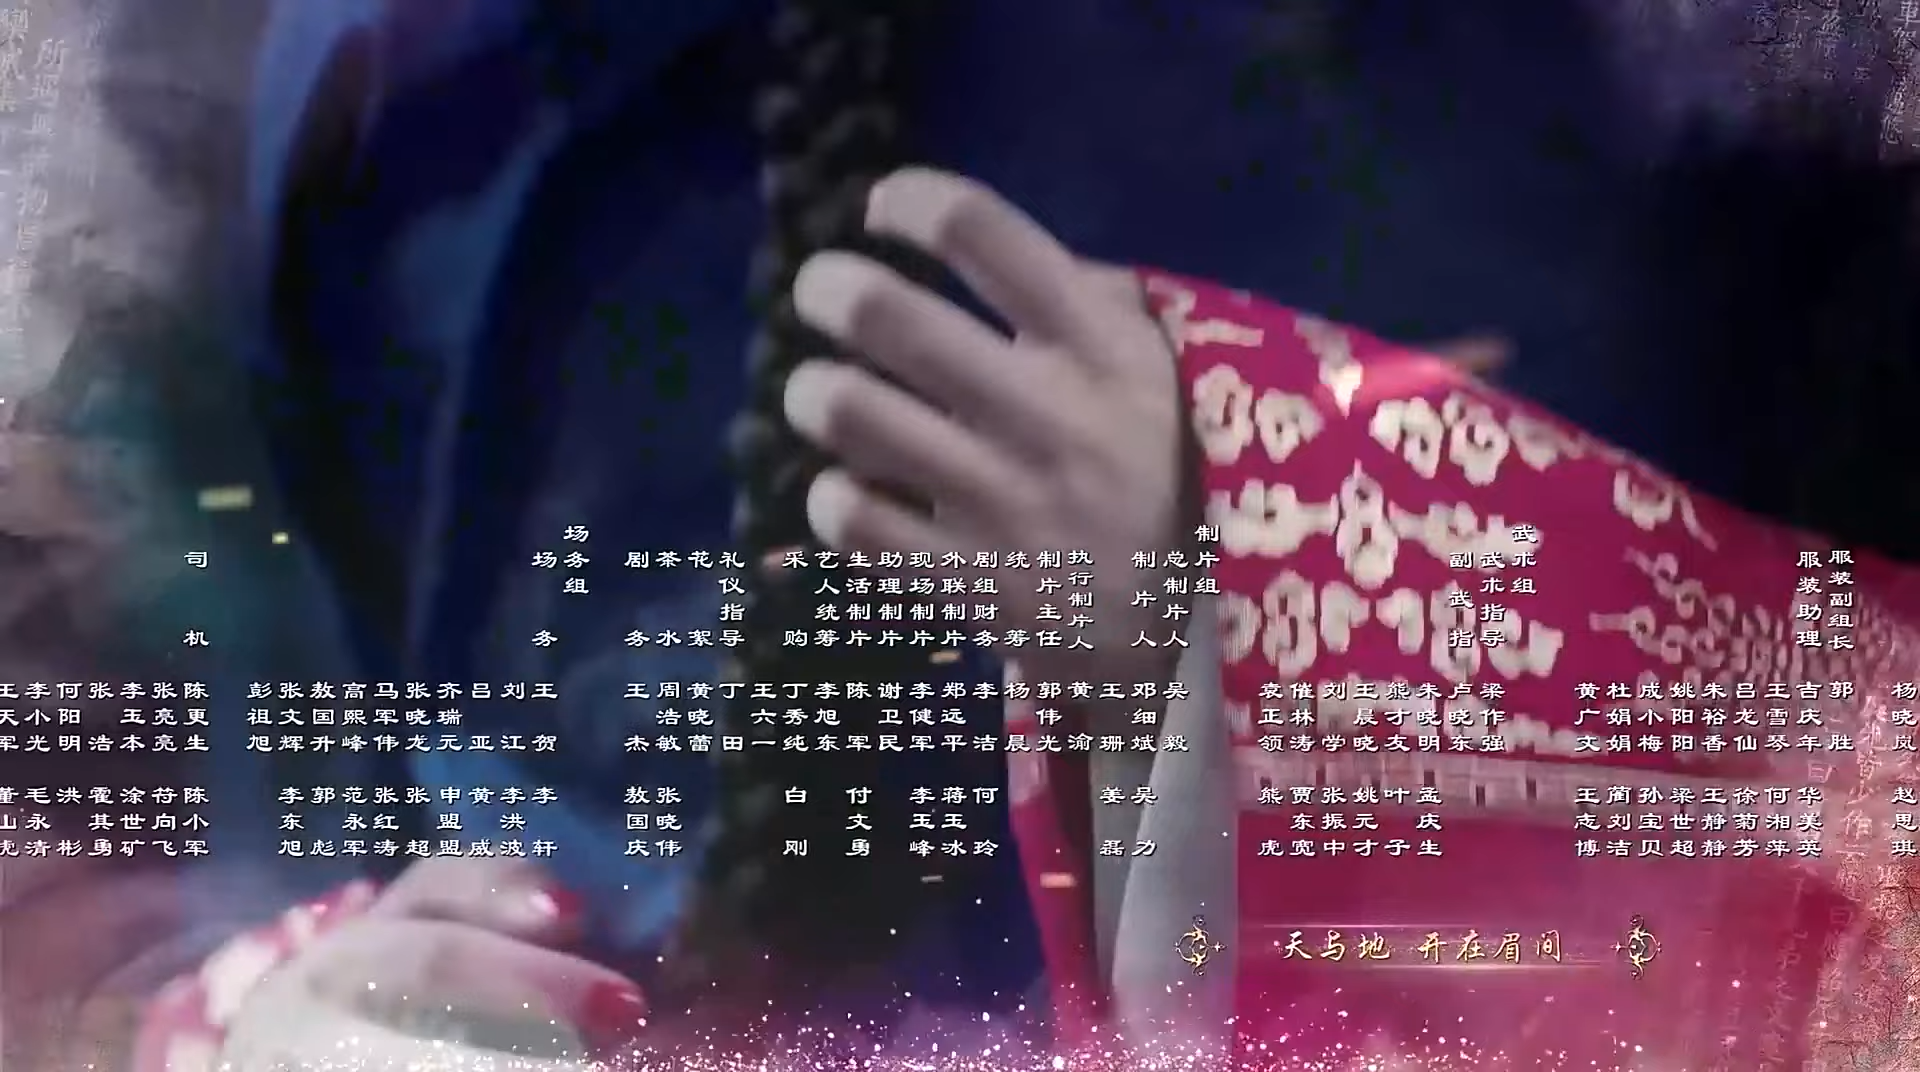 杨晓岚
赵思琪
服装副组长
郭胜
服装助理
吉庆年
华美英
王雪琴
何湘萍
吕龙仙
徐菊芳
朱裕香
王静静
姚阳阳
梁世超
成小梅
孙宝贝
杜娟娟
蔺刘洁
黄广文
王志博
武术组
武术指导
梁作强
副武指
卢晓东
朱晓明
孟庆生
熊才友
叶子
王晨晓
姚元才
刘学
张振中
催林涛
贾东宽
袁正领
熊虎
制片组
总制片人
吴毅
制片人
邓细斌
吴力
王珊
姜磊
执行制片人
黄渝
制片主任
郭伟光
统筹
杨晨
剧组财务
李洁
何玲
外联制片
郑远平
蒋玉冰
现场制片
李健军
李玉峰
助理制片
谢卫民
生活制片
陈军
付文勇
艺人统筹
李旭东
采购
丁秀纯
白刚
王六一
礼仪指导
丁田
花絮
黄晓蕾
茶水
周浩敏
张晓伟
剧务
王杰
敖国庆
场务组
场务
王贺
李轩
刘江
李洪波
吕亚
黄威
齐瑞元
申盟盟
张晓龙
张超
马军伟
张红涛
高熙峰
范永军
敖国升
郭彪
张文辉
李东旭
彭祖旭
司机
陈更生
陈小军
张亮亮
符向飞
李玉本
涂世矿
张浩
霍其勇
何阳明
洪彬
李小光
毛永清
王天军
董山虎
天与地 开在眉间